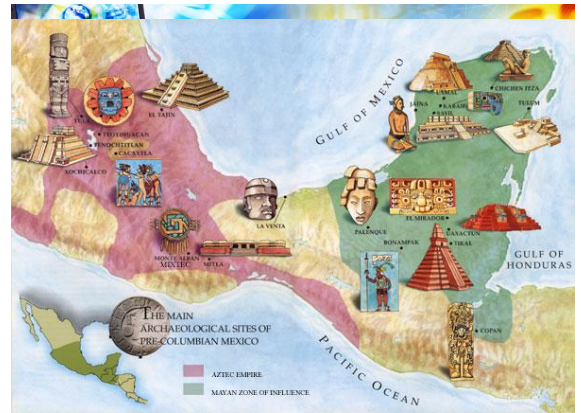 GULF OF MEXICO
UXMAL
CHICHEN ITZA
JAINA
KABAH
SAYIL
TULUM
EL TAJIN
TULA
TEOTIHUACAN
TENOCHTITLAN
CACAXTLA
XOCHICALCO
LA VENTA
PALENQUE
EL MIRADOR
UAXACTUN
TIKAL
BONAMPAK
GULF OF
HONDURAS
MONTE ALBAN
MIXTEC
MITLA
COPAN
THE MAIN
ARCHAEOLOGICAL SITES OF
PRE-COLUMBIAN MEXICO
PACIFIC OCEAN
AZTEC EMPIRE
MAYAN ZONE OF INFLUENCE